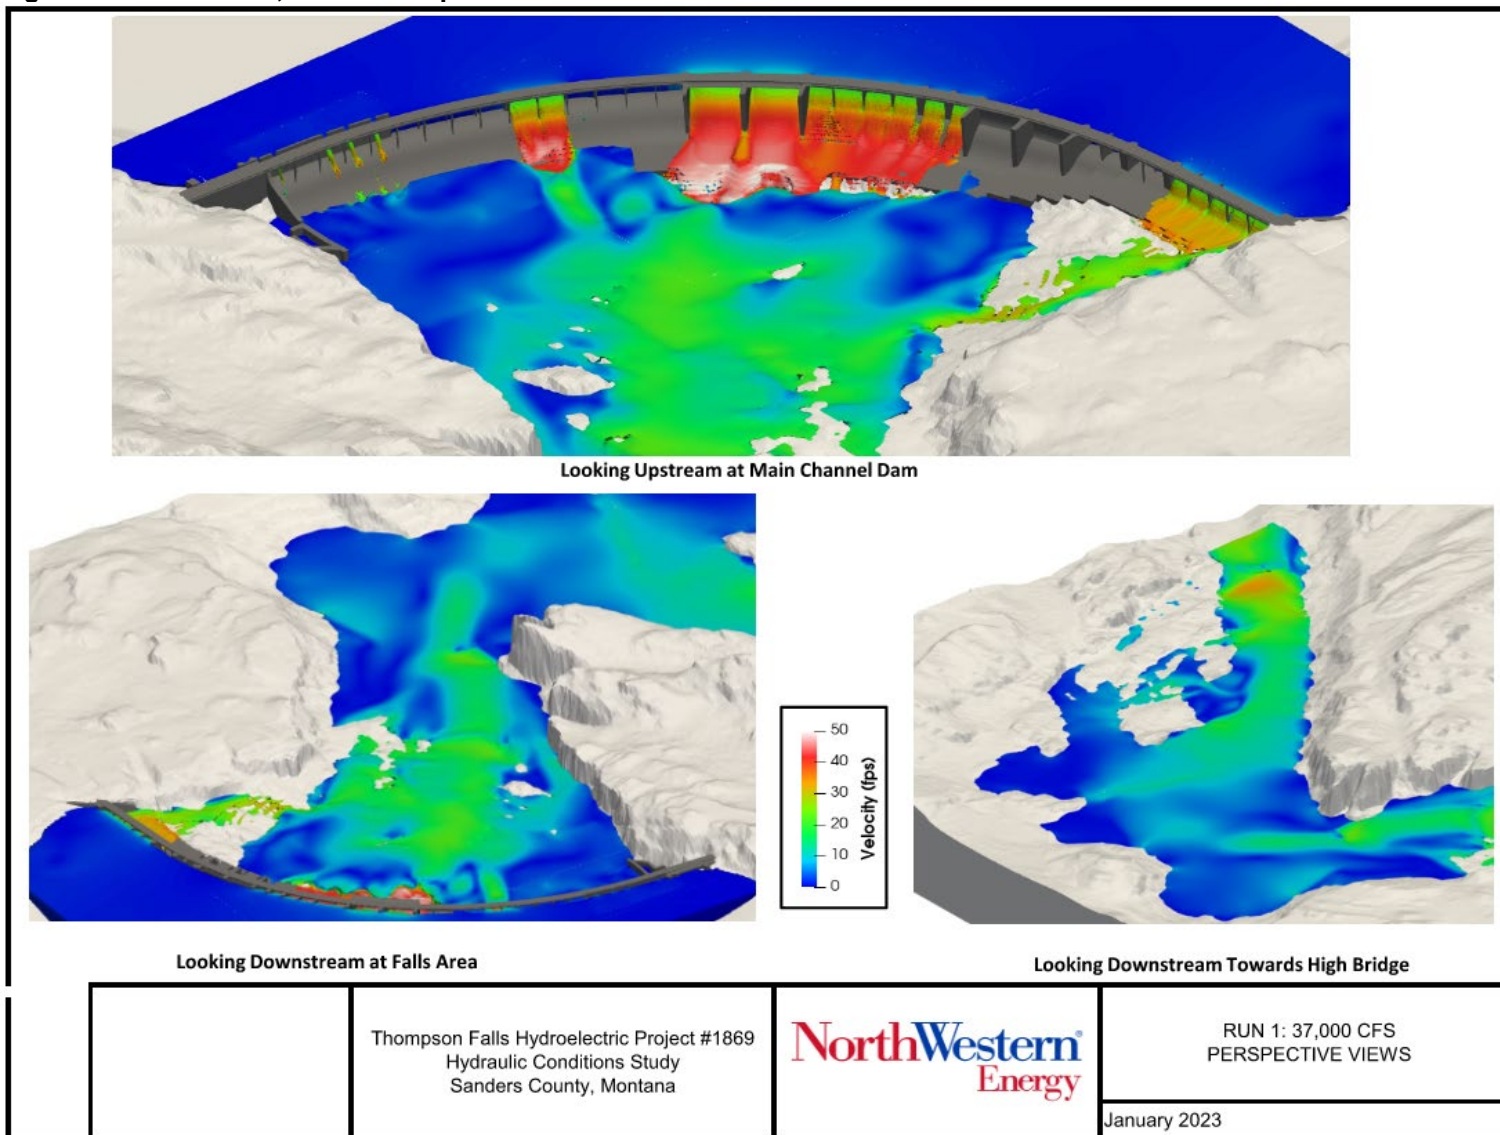 Looking Upstream at Main Channel Dam
50
40
30
20
10
0
Velocity (fps)
Looking Downstream at Falls Area
Looking Downstream Towards High Bridge
Thompson Falls Hydroelectric Project #1869
Hydraulic Conditions Study
Sanders County, Montana
NorthWestern®
Energy
RUN 1: 37,000 CFS
PERSPECTIVE VIEWS
January 2023